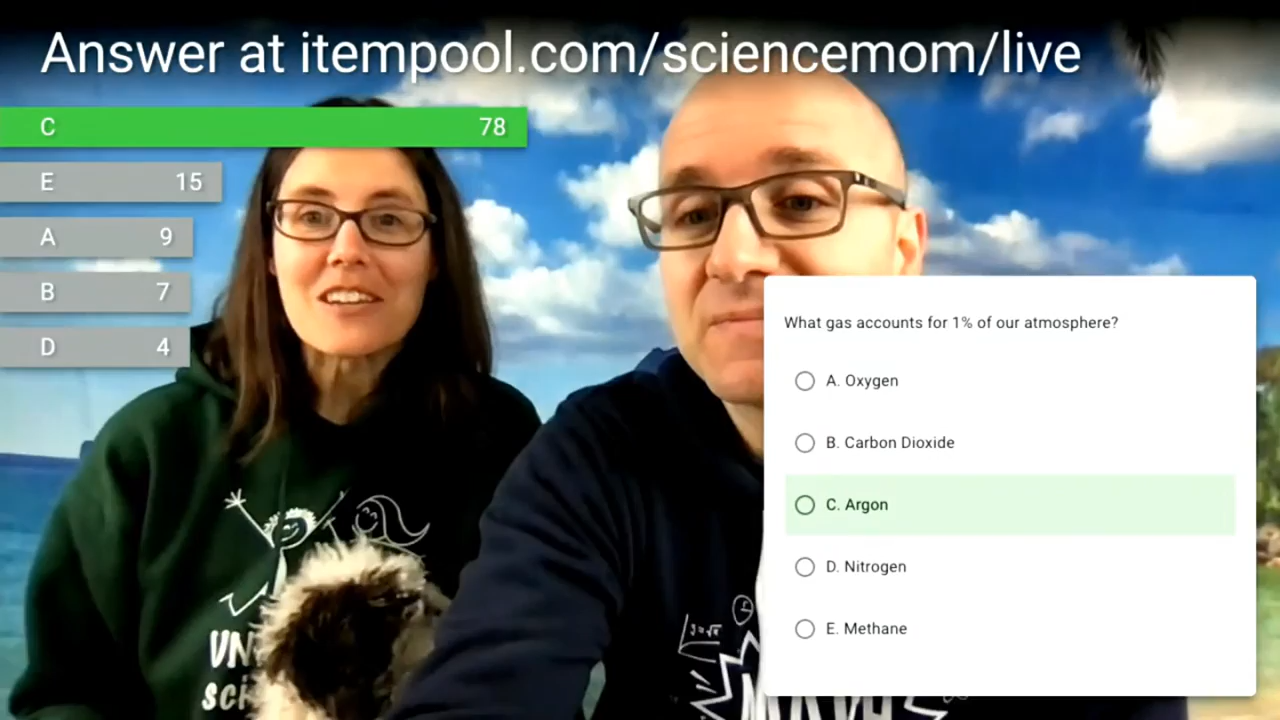 Answer at itempool.com/sciencemom/live
C 78
E 15
A 9
B 7
D 4
What gas accounts for 1% of our atmosphere?
A. Oxygen
B. Carbon Dioxide
C. Argon
D. Nitrogen
E. Methane